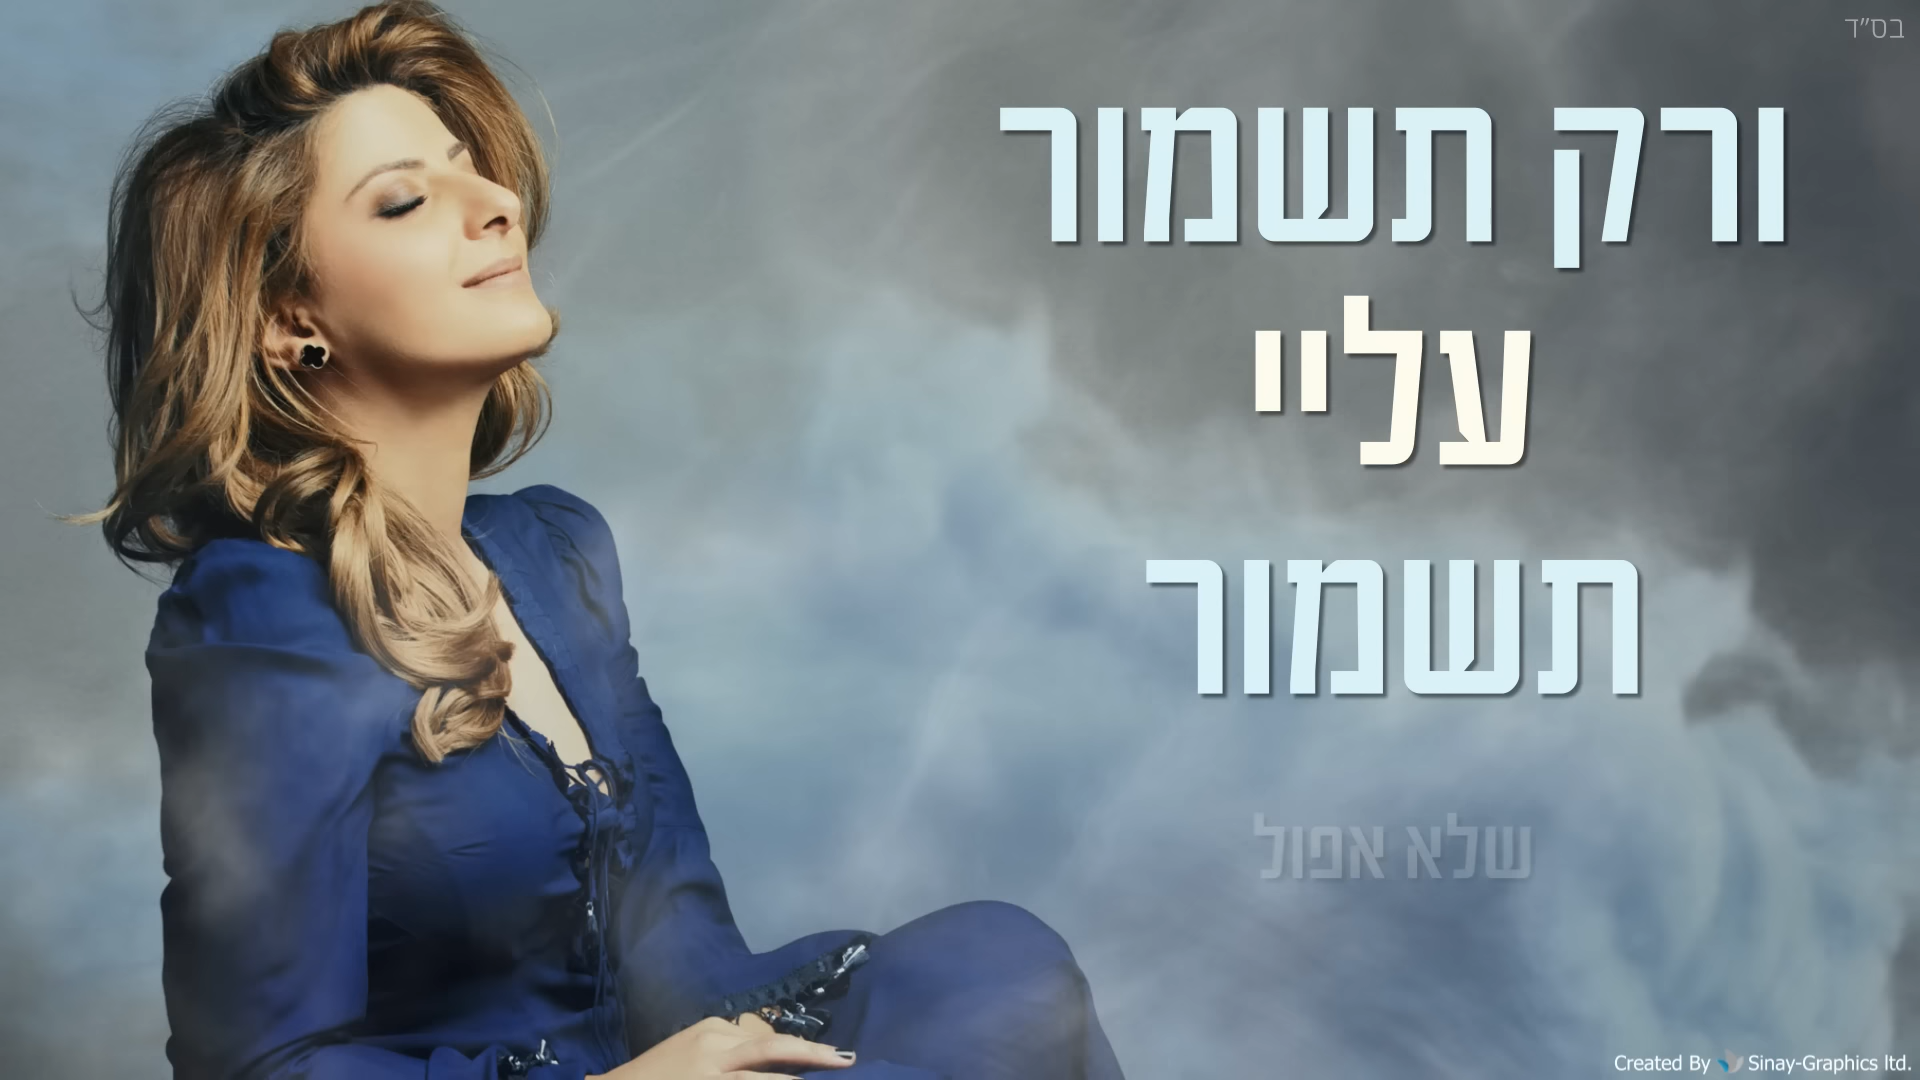 בס״ד
ורק תשמור
עליי
תשמור
שלא אפול
Created By Sinay-Graphics ltd.